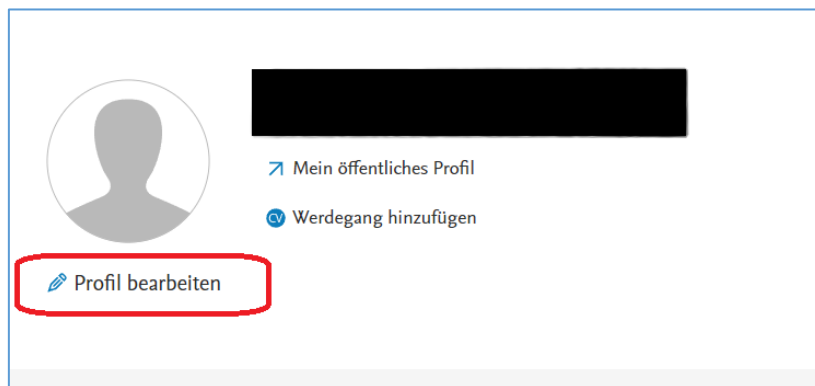 Mein öffentliches Profil
CV Werdegang hinzufügen
Profil bearbeiten